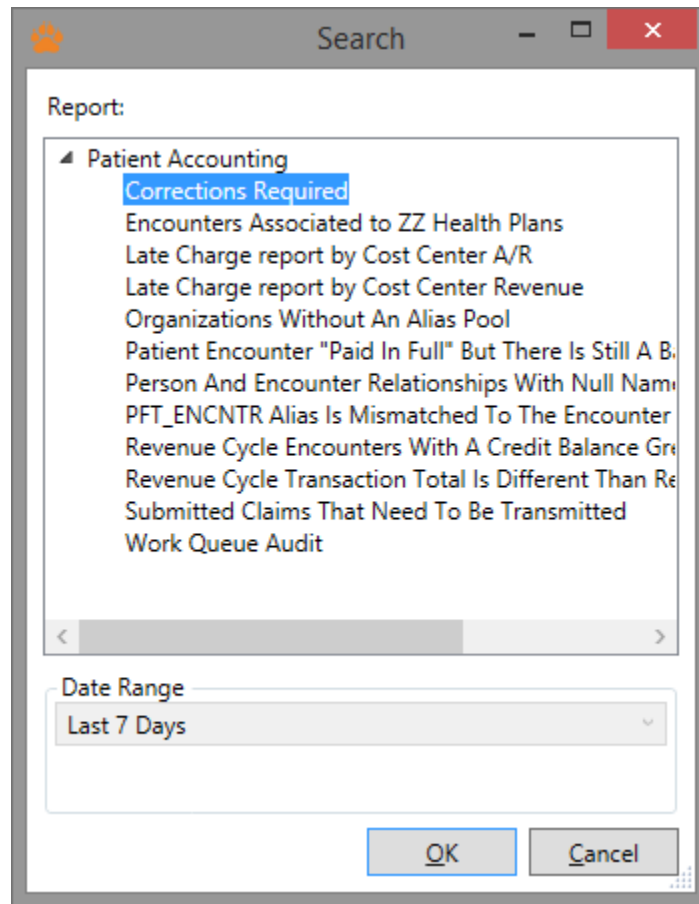 Search
Report:
Patient Accounting
Corrections Required
Encounters Associated to ZZ Health Plans
Late Charge report by Cost Center A/R
Late Charge report by Cost Center Revenue
Organizations Without An Alias Pool
Patient Encounter "Paid In Full" But There Is Still A
Person And Encounter Relationships With Null
PFT_ENCNTR Alias Is Mismatched To The Encounter
Revenue Cycle Encounters With A Credit Balance
Revenue Cycle Transaction Total Is Different Than
Submitted Claims That Need To Be Transmitted
Work Queue Audit
Date Range
Last 7 Days
OK
Cancel